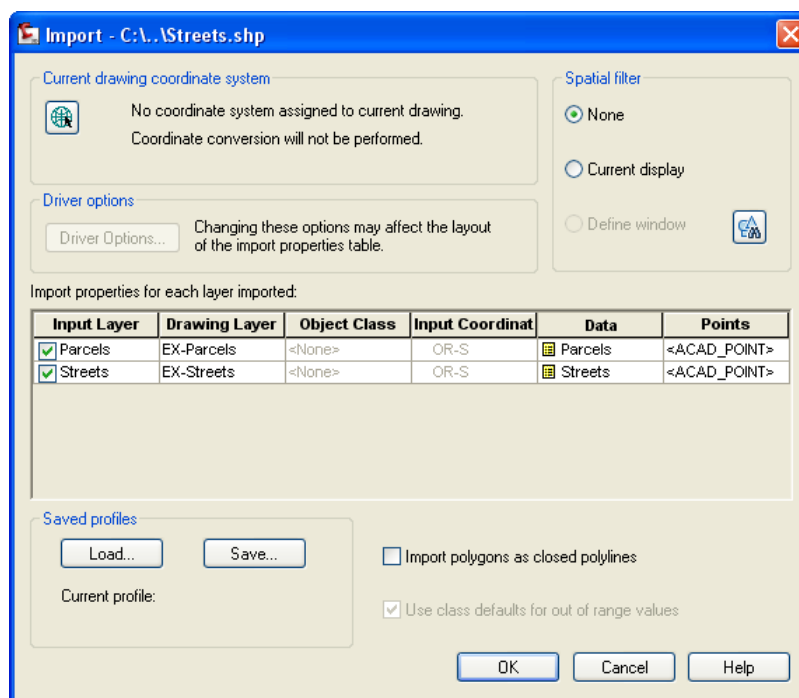 Import - C:\..\Streets.shp
Current drawing coordinate system
No coordinate system assigned to current drawing.
Coordinate conversion will not be performed.
Spatial filter
None
Current display
Define window
Driver options
Driver Options...
Changing these options may affect the layout
of the import properties table.
Import properties for each layer imported:
Input Layer Drawing Layer Object Class Input Coordinat Data Points
Parcels EX-Parcels <None> OR-S Parcels <ACAD_POINT>
Streets EX-Streets <None> OR-S Streets <ACAD_POINT>
Saved profiles
Load... Save...
Current profile:
Import polygons as closed polylines
Use class defaults for out of range values
OK Cancel Help